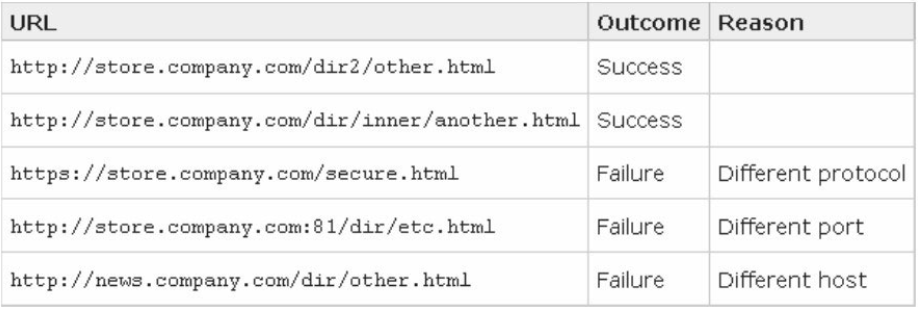 URL Outcome Reason
http://store.company.com/dir2/other.html Success
http://store.company.com/dir/inner/another.html Success
https://store.company.com/secure.html Failure Different protocol
http://store.company.com:81/dir/etc.html Failure Different port
http://news.company.com/dir/other.html Failure Different host